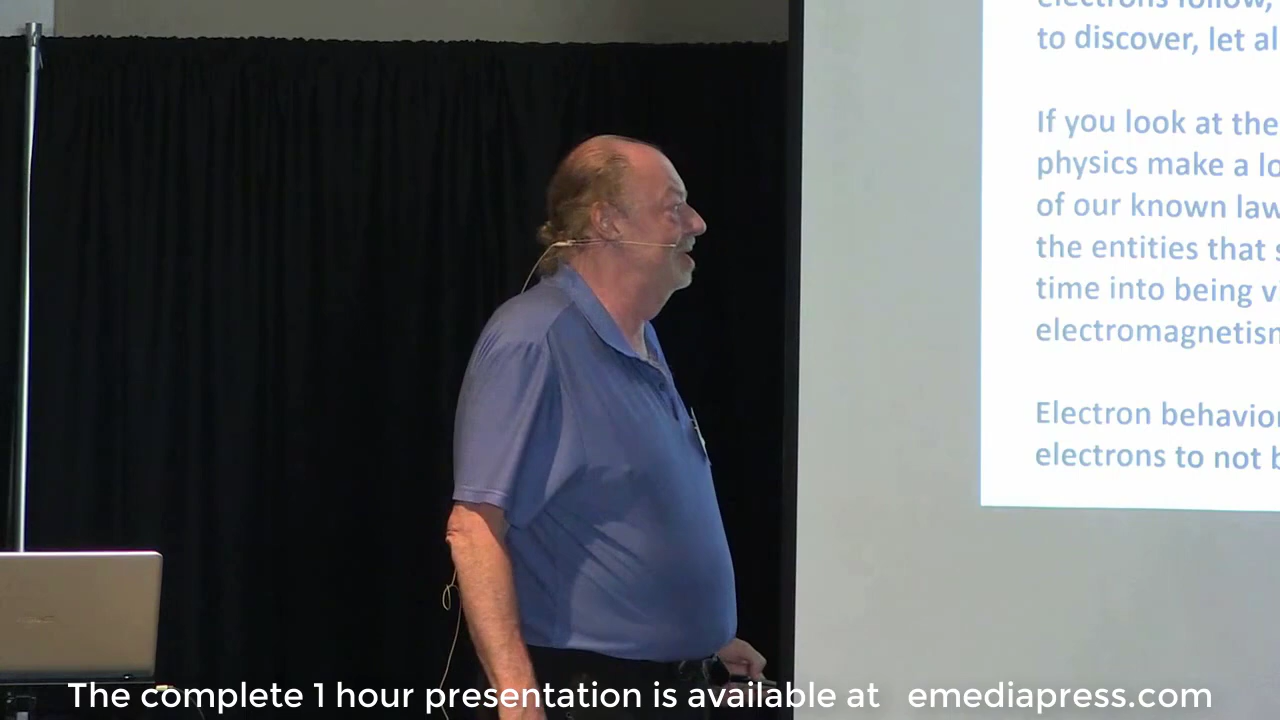 to discover, let al
If you look at the
physics make a lo
of our known law
the entities that s
time into being v
electromagnetism
Electron behavior
electrons to not b
The complete 1 hour presentation is available at emediapress.com